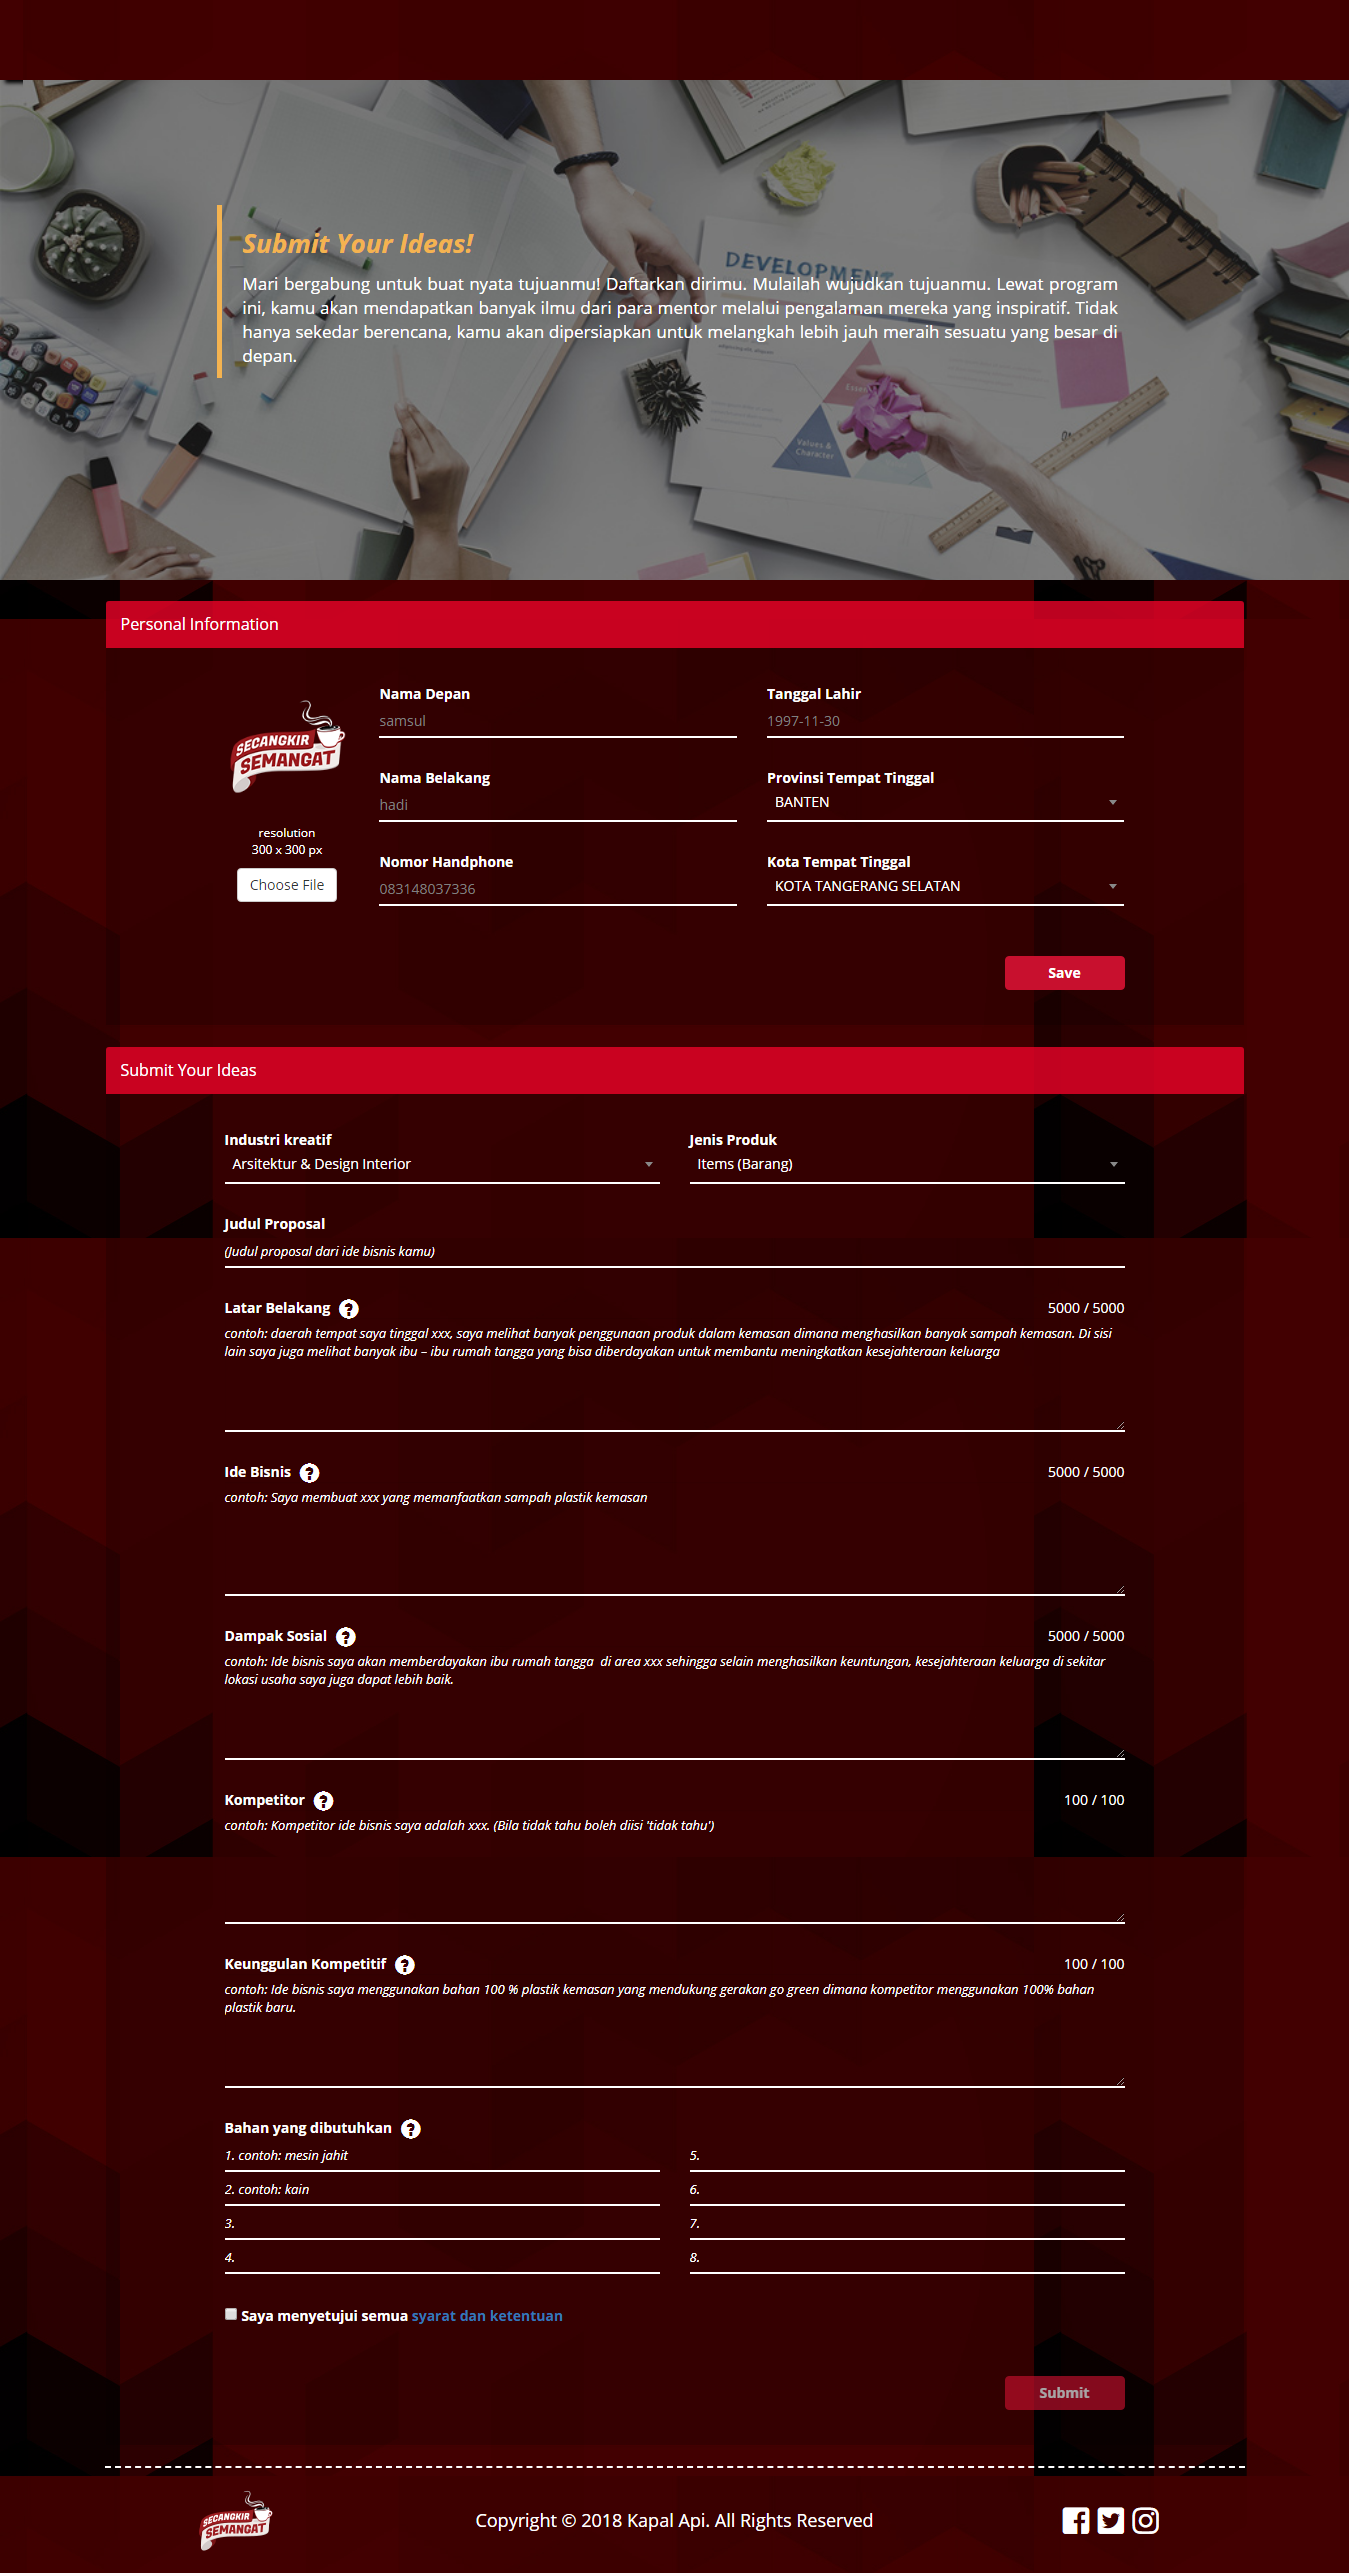 DEVELOPMENT
Submit Your Ideas!
Mari bergabung untuk buat nyata tujuanmu! Daftarkan dirimu. Mulailah wujudkan tujuanmu. Lewat program
ini, kamu akan mendapatkan banyak ilmu dari para mentor melalui pengalaman mereka yang inspiratif. Tidak
hanya sekedar berencana, kamu akan dipersiapkan untuk melangkah lebih jauh meraih sesuatu yang besar di
depan.
Values &
Character
Personal Information
SECANGKIR
SEMANGAT
resolution
300 x 300 px
Choose File
Nama Depan
samsul
Tanggal Lahir
1997-11-30
Nama Belakang
hadi
Provinsi Tempat Tinggal
BANTEN
Nomor Handphone
083148037336
Kota Tempat Tinggal
KOTA TANGERANG SELATAN
Save
Submit Your Ideas
Industri kreatif
Arsitektur & Design Interior
Jenis Produk
Items (Barang)
Judul Proposal
(Judul proposal dari ide bisnis kamu)
Latar Belakang ? 5000 / 5000
contoh: daerah tempat saya tinggal xxx, saya melihat banyak penggunaan produk dalam kemasan dimana menghasilkan banyak sampah kemasan. Di sisi
lain saya juga melihat banyak ibu – ibu rumah tangga yang bisa diberdayakan untuk membantu meningkatkan kesejahteraan keluarga
Ide Bisnis ? 5000 / 5000
contoh: Saya membuat xxx yang memanfaatkan sampah plastik kemasan
Dampak Sosial ? 5000 / 5000
contoh: Ide bisnis saya akan memberdayakan ibu rumah tangga  di area xxx sehingga selain menghasilkan keuntungan, kesejahteraan keluarga di sekitar
lokasi usaha saya juga dapat lebih baik.
Kompetitor ? 100 / 100
contoh: Kompetitor ide bisnis saya adalah xxx. (Bila tidak tahu boleh diisi 'tidak tahu')
Keunggulan Kompetitif ? 100 / 100
contoh: Ide bisnis saya menggunakan bahan 100 % plastik kemasan yang mendukung gerakan go green dimana kompetitor menggunakan 100% bahan
plastik baru.
Bahan yang dibutuhkan ?
1. contoh: mesin jahit
2. contoh: kain
3.
4.
5.
6.
7.
8.
Saya menyetujui semua syarat dan ketentuan
Submit
SECANGKIR
SEMANGAT
Copyright © 2018 Kapal Api. All Rights Reserved